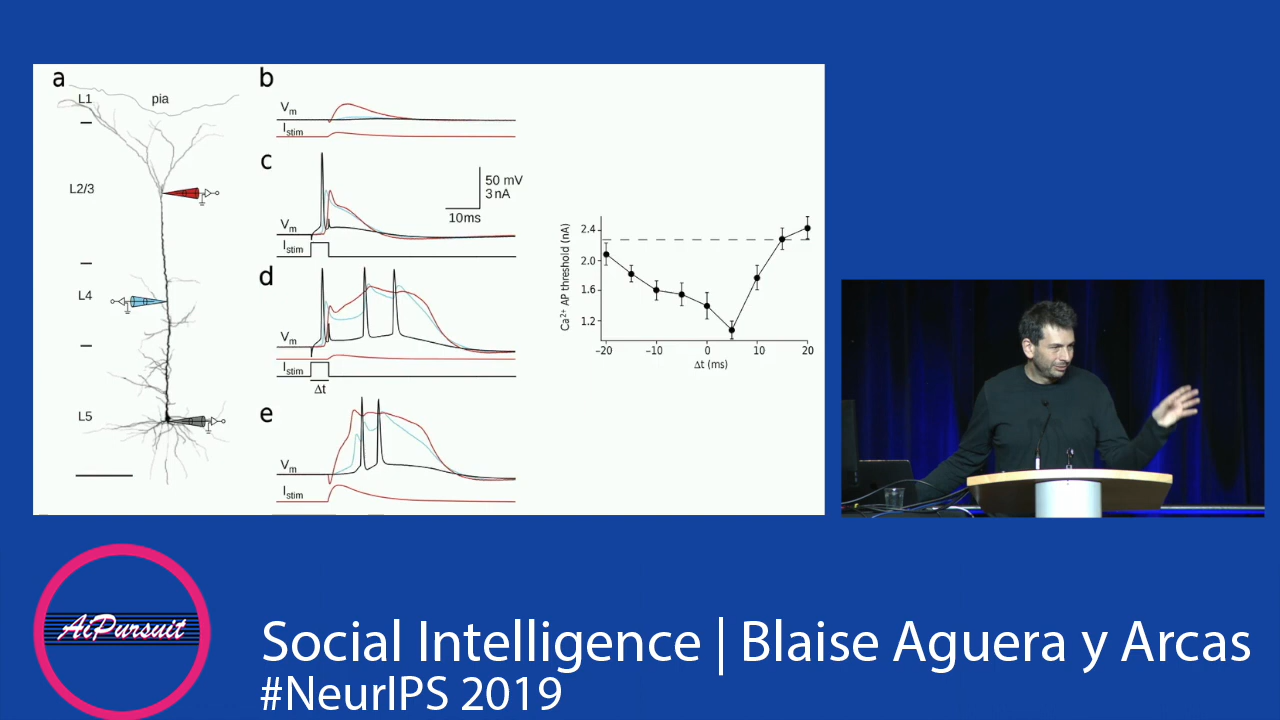 a
L1
pia
L2/3
L4
L5
b
Vm
Istim
c
50 mV
3 nA
10ms
Vm
Istim
d
Vm
Istim
Δt
e
Vm
Istim
Ca2+ AP threshold (nA)
2.4
2.0
1.6
1.2
−20
−10
0
10
20
Δt (ms)
AiPursuit
Social Intelligence | Blaise Aguera y Arcas
#NeurIPS 2019